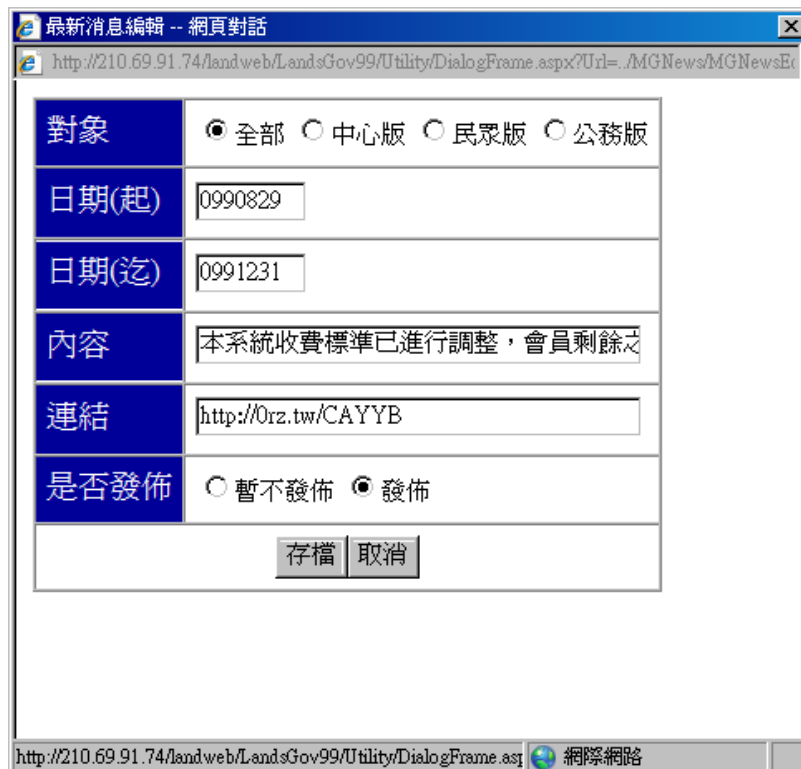 最新消息編輯 -- 網頁對話
http://210.69.91.74/landweb/LandsGov99/Utility/DialogFrame.aspx?Url=../MGNews/MGNewsEc
對象 全部 中心版 民眾版 公務版
日期(起) 0990829
日期(迄) 0991231
內容 本系統收費標準已進行調整，會員剩餘之
連結 http://0rz.tw/CAYYB
是否發佈 暫不發佈 發佈
存檔 取消
http://210.69.91.74/landweb/LandsGov99/Utility/DialogFrame.asp 網際網路